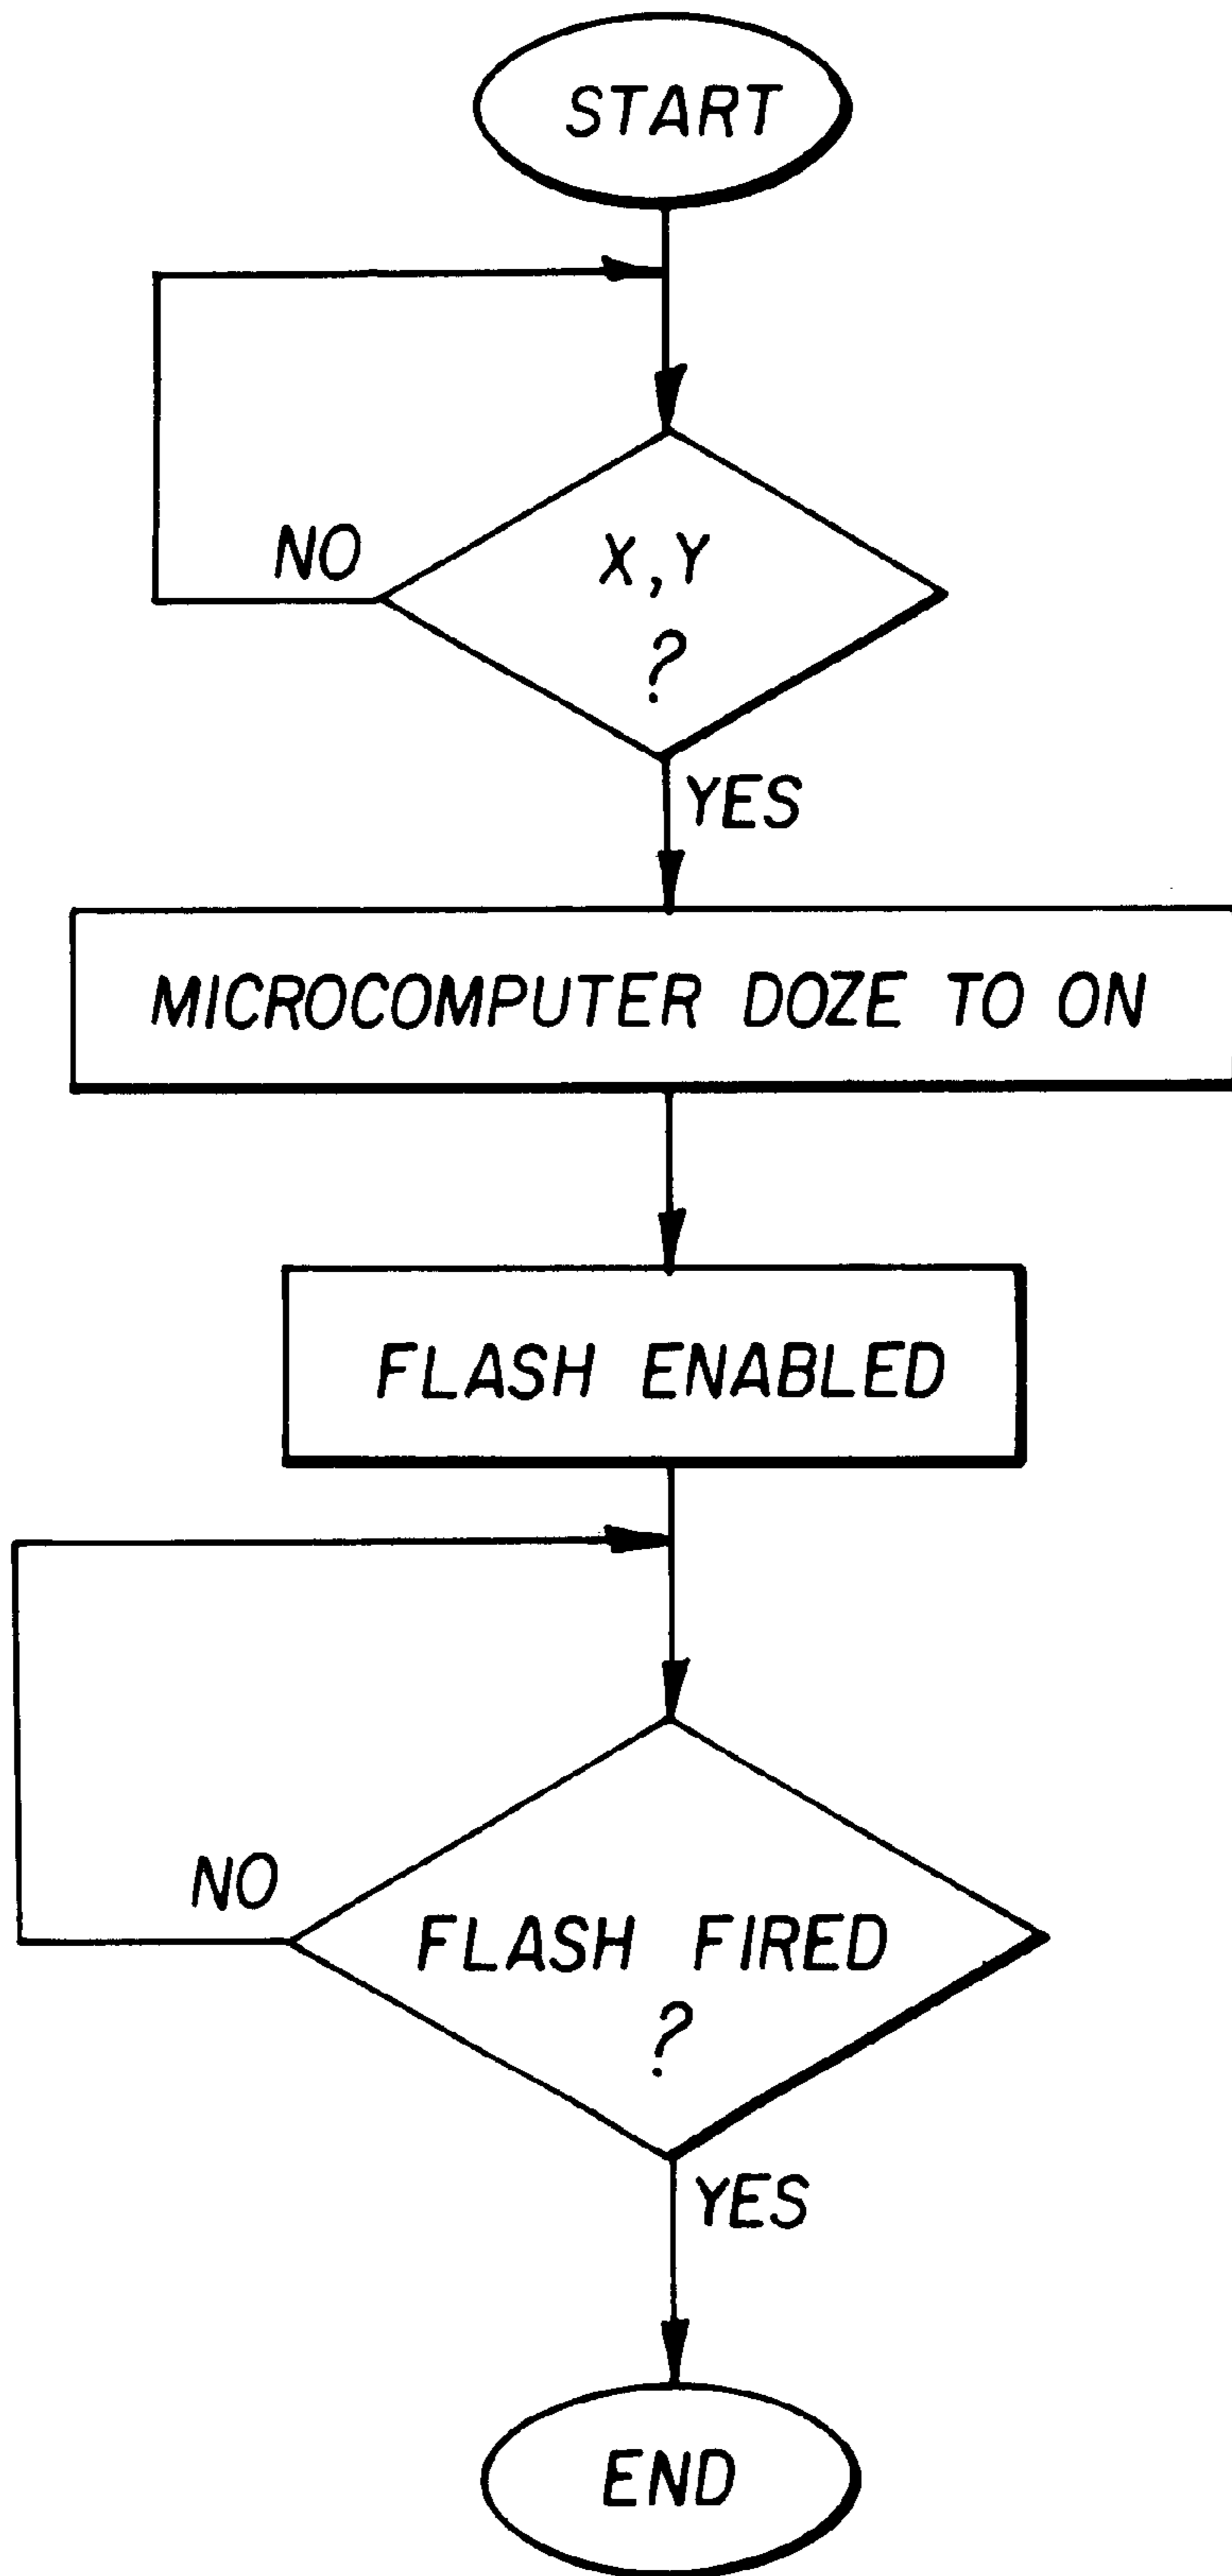 START
NO
X,Y
?
YES
MICROCOMPUTER DOZE TO ON
FLASH ENABLED
NO
FLASH FIRED
?
YES
END